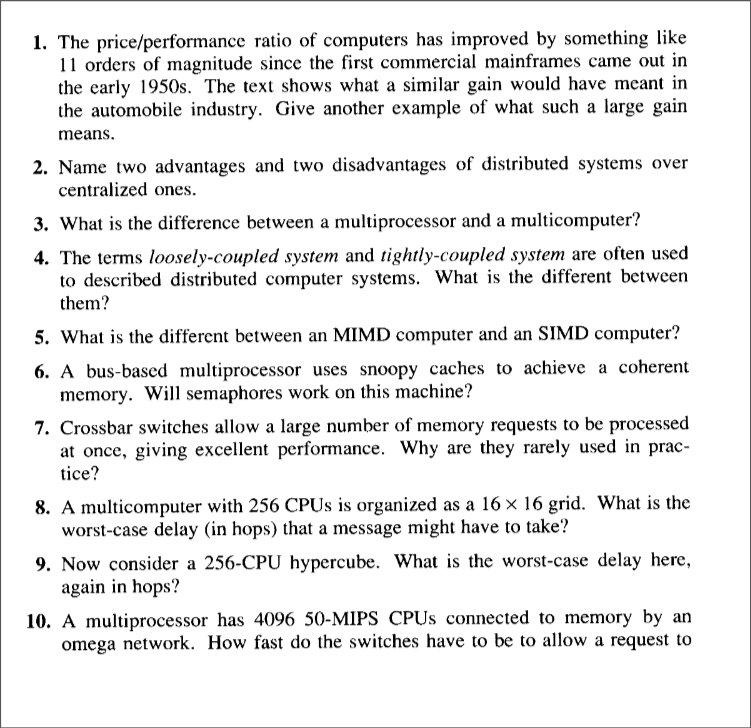 1. The price/performance ratio of computers has improved by something like
11 orders of magnitude since the first commercial mainframes came out in
the early 1950s. The text shows what a similar gain would have meant in
the automobile industry. Give another example of what such a large gain
means.
2. Name two advantages and two disadvantages of distributed systems over
centralized ones.
3. What is the difference between a multiprocessor and a multicomputer?
4. The terms loosely-coupled system and tightly-coupled system are often used
to described distributed computer systems. What is the different between
them?
5. What is the different between an MIMD computer and an SIMD computer?
6. A bus-based multiprocessor uses snoopy caches to achieve a coherent
memory. Will semaphores work on this machine?
7. Crossbar switches allow a large number of memory requests to be processed
at once, giving excellent performance. Why are they rarely used in prac-
tice?
8. A multicomputer with 256 CPUs is organized as a 16 × 16 grid. What is the
worst-case delay (in hops) that a message might have to take?
9. Now consider a 256-CPU hypercube. What is the worst-case delay here,
again in hops?
10. A multiprocessor has 4096 50-MIPS CPUs connected to memory by an
omega network. How fast do the switches have to be to allow a request to